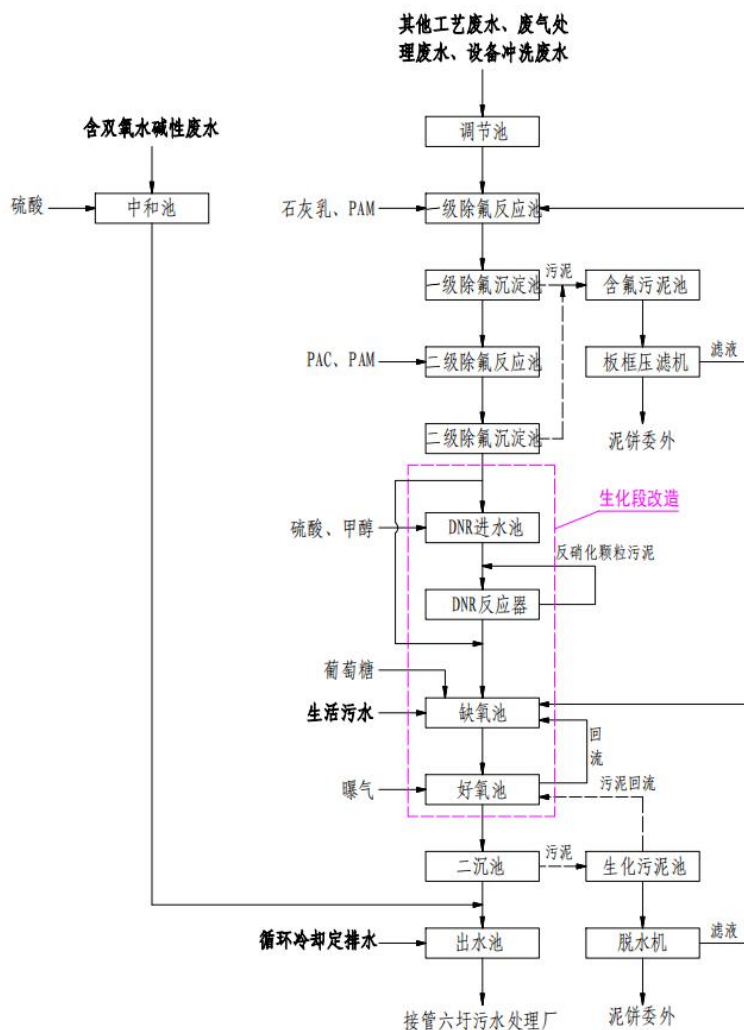 其他工艺废水、废气处
理废水、设备冲洗废水
调节池
含双氧水碱性废水
硫酸
中和池
石灰乳、PAM
一级除氟反应池
一级除氟沉淀池
污泥
含氟污泥池
PAC、PAM
二级除氟反应池
板框压滤机
滤液
二级除氟沉淀池
泥饼委外
生化段改造
硫酸、甲醇
DNR进水池
反硝化颗粒污泥
DNR反应器
葡萄糖
生活污水
缺氧池
回
流
曝气
好氧池
污泥回流
二沉池
污泥
生化污泥池
循环冷却定排水
出水池
脱水机
滤液
接管六圩污水处理厂
泥饼委外